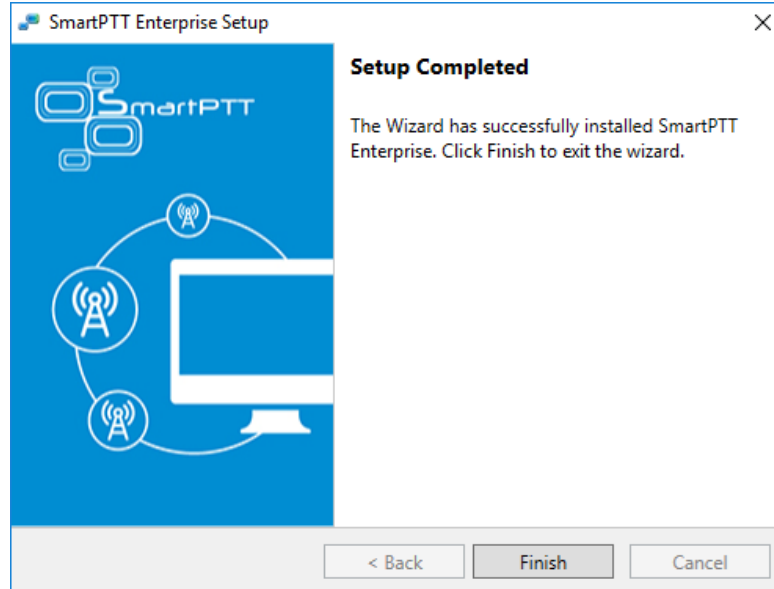 SmartPTT Enterprise Setup
SmartPTT
Setup Completed
The Wizard has successfully installed SmartPTT
Enterprise. Click Finish to exit the wizard.
< Back
Finish
Cancel